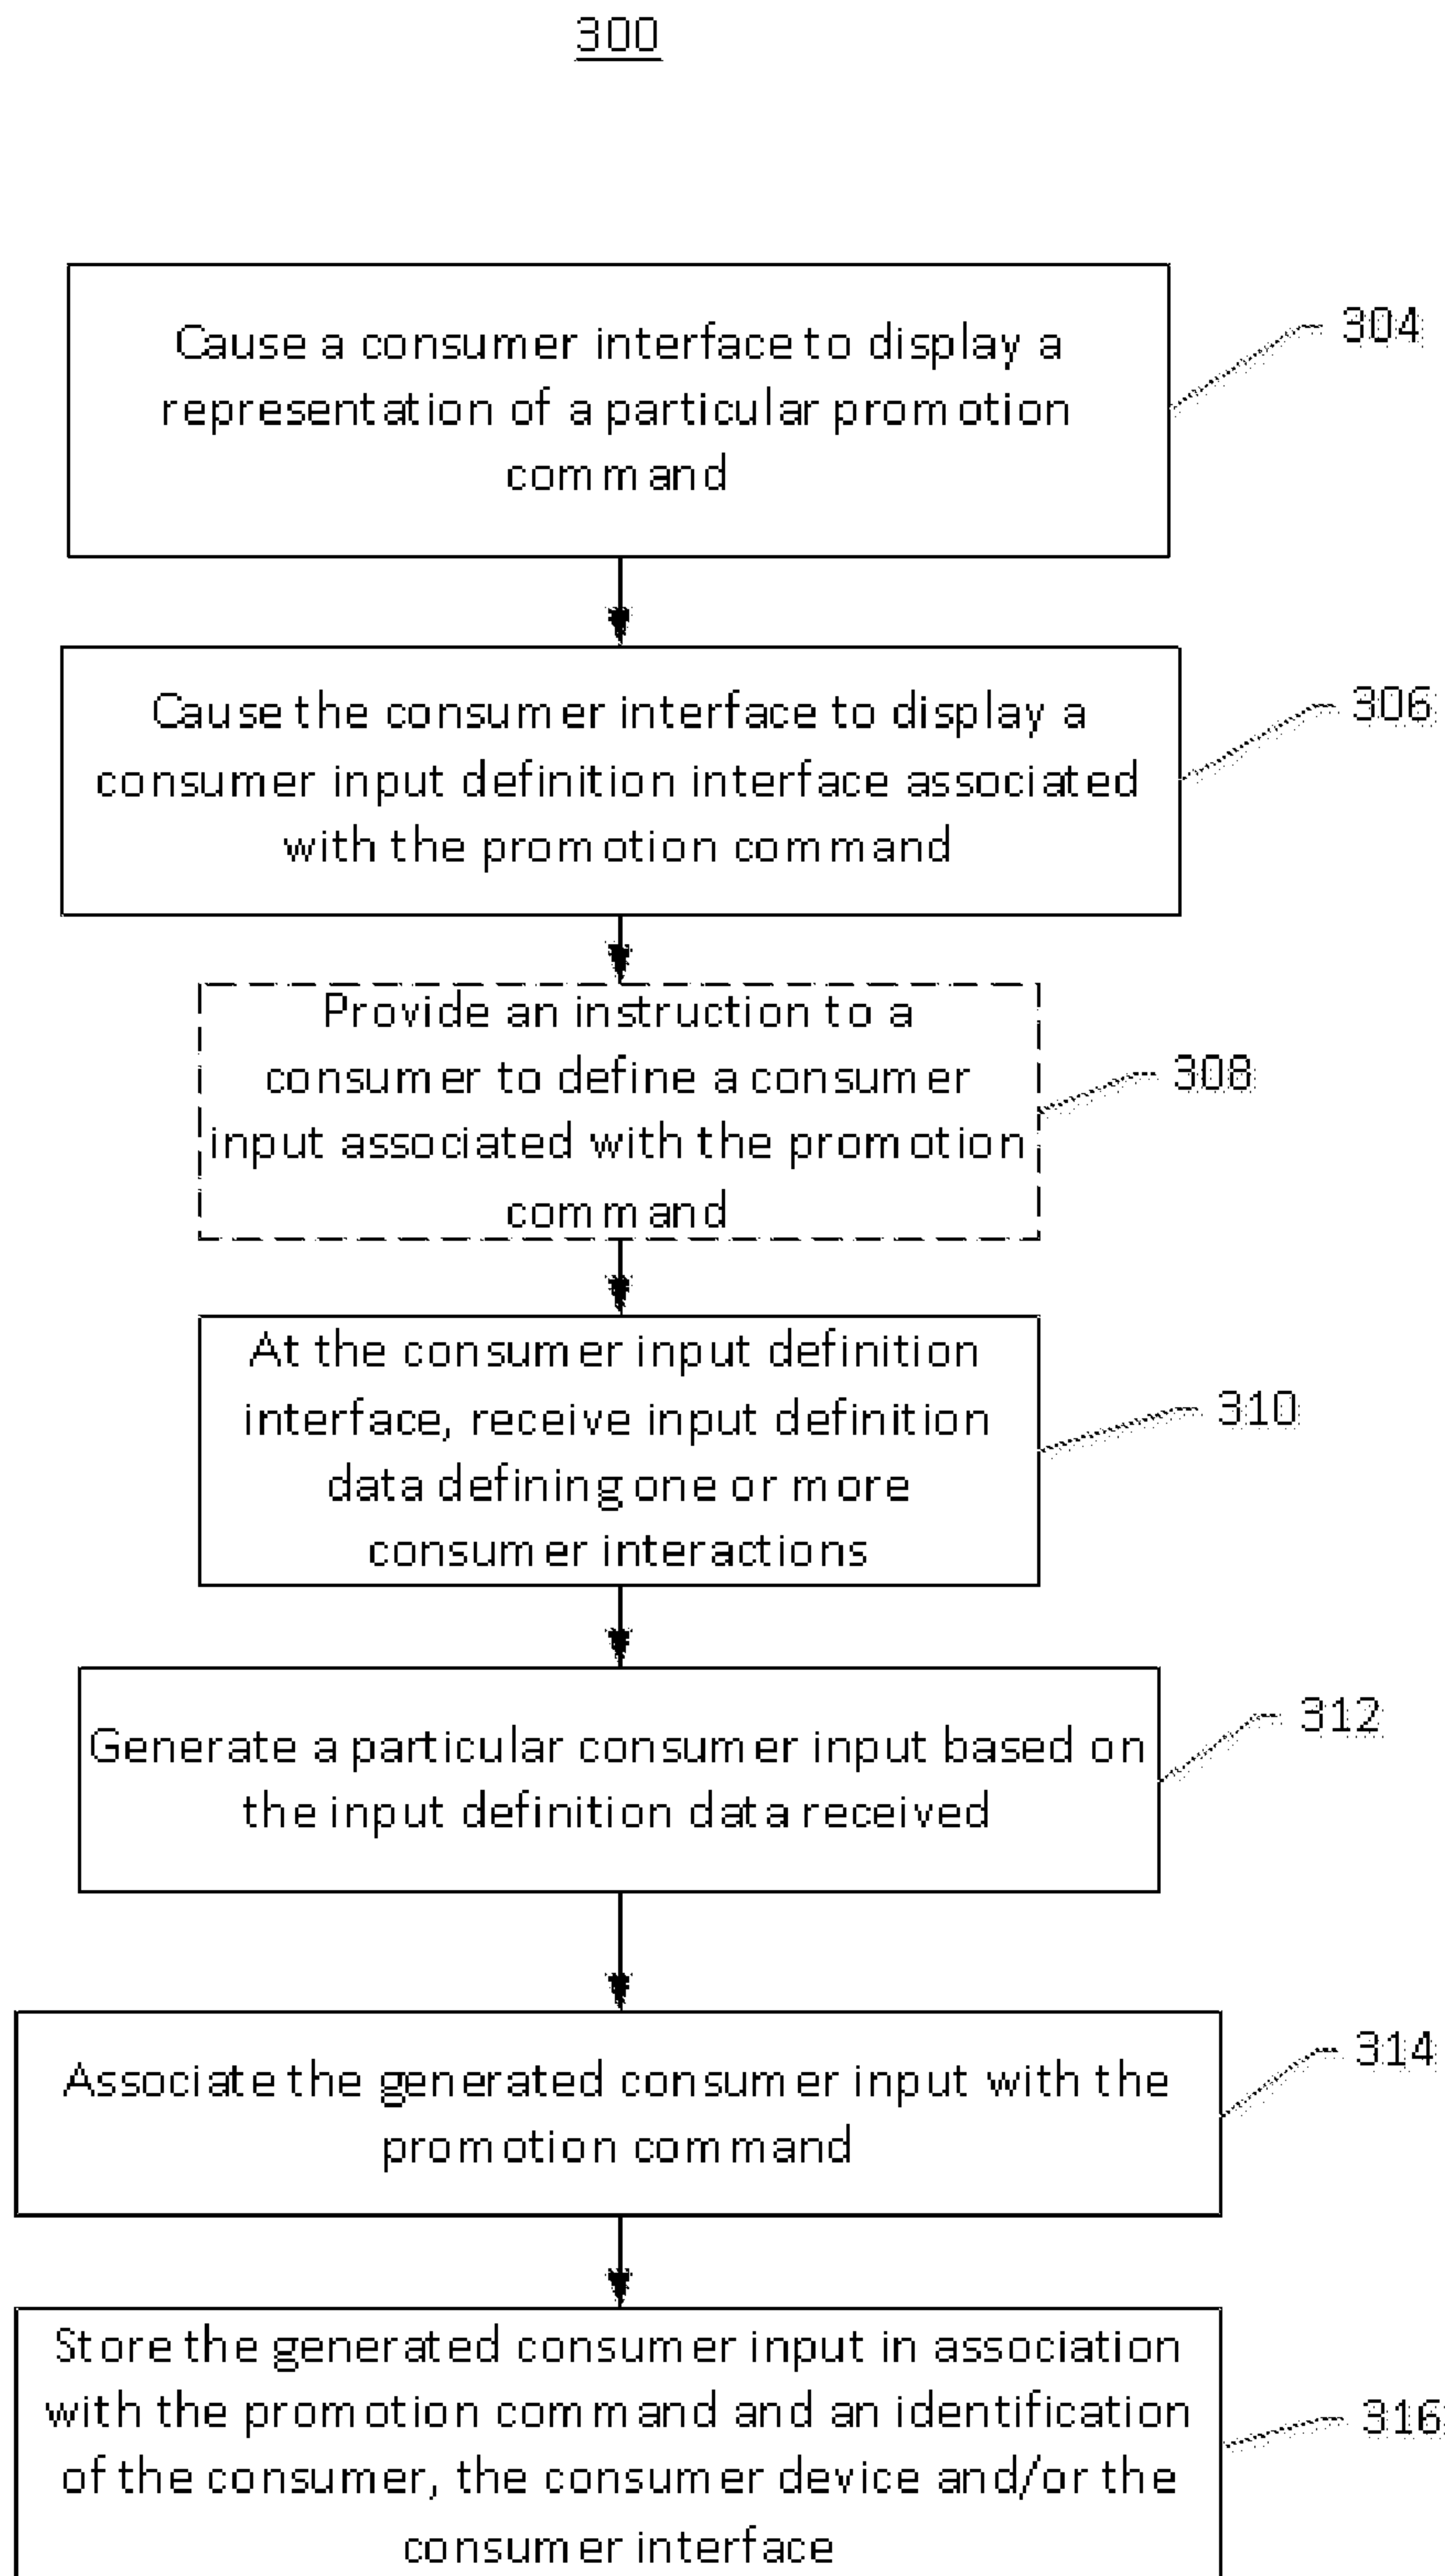 300
Cause a consumer interface to display a
304
representation of a particular promotion
command
Cause the consumer interface to display a
306
consumer input definition interface associated
with the promotion command
Provide an instruction to a
consumer to define a consumer
308
input associated with the promotion
command
At the consumer input definition
interface, receive input definition
310
data defining one or more
consumer interactions
Generate a particular consumer input based on
312
the input definition data received
Associate the generated consumer input with the
314
promotion command
Store the generated consumer input in association
with the promotion command and an identification
316
of the consumer, the consumer device and/or the
consumer interface